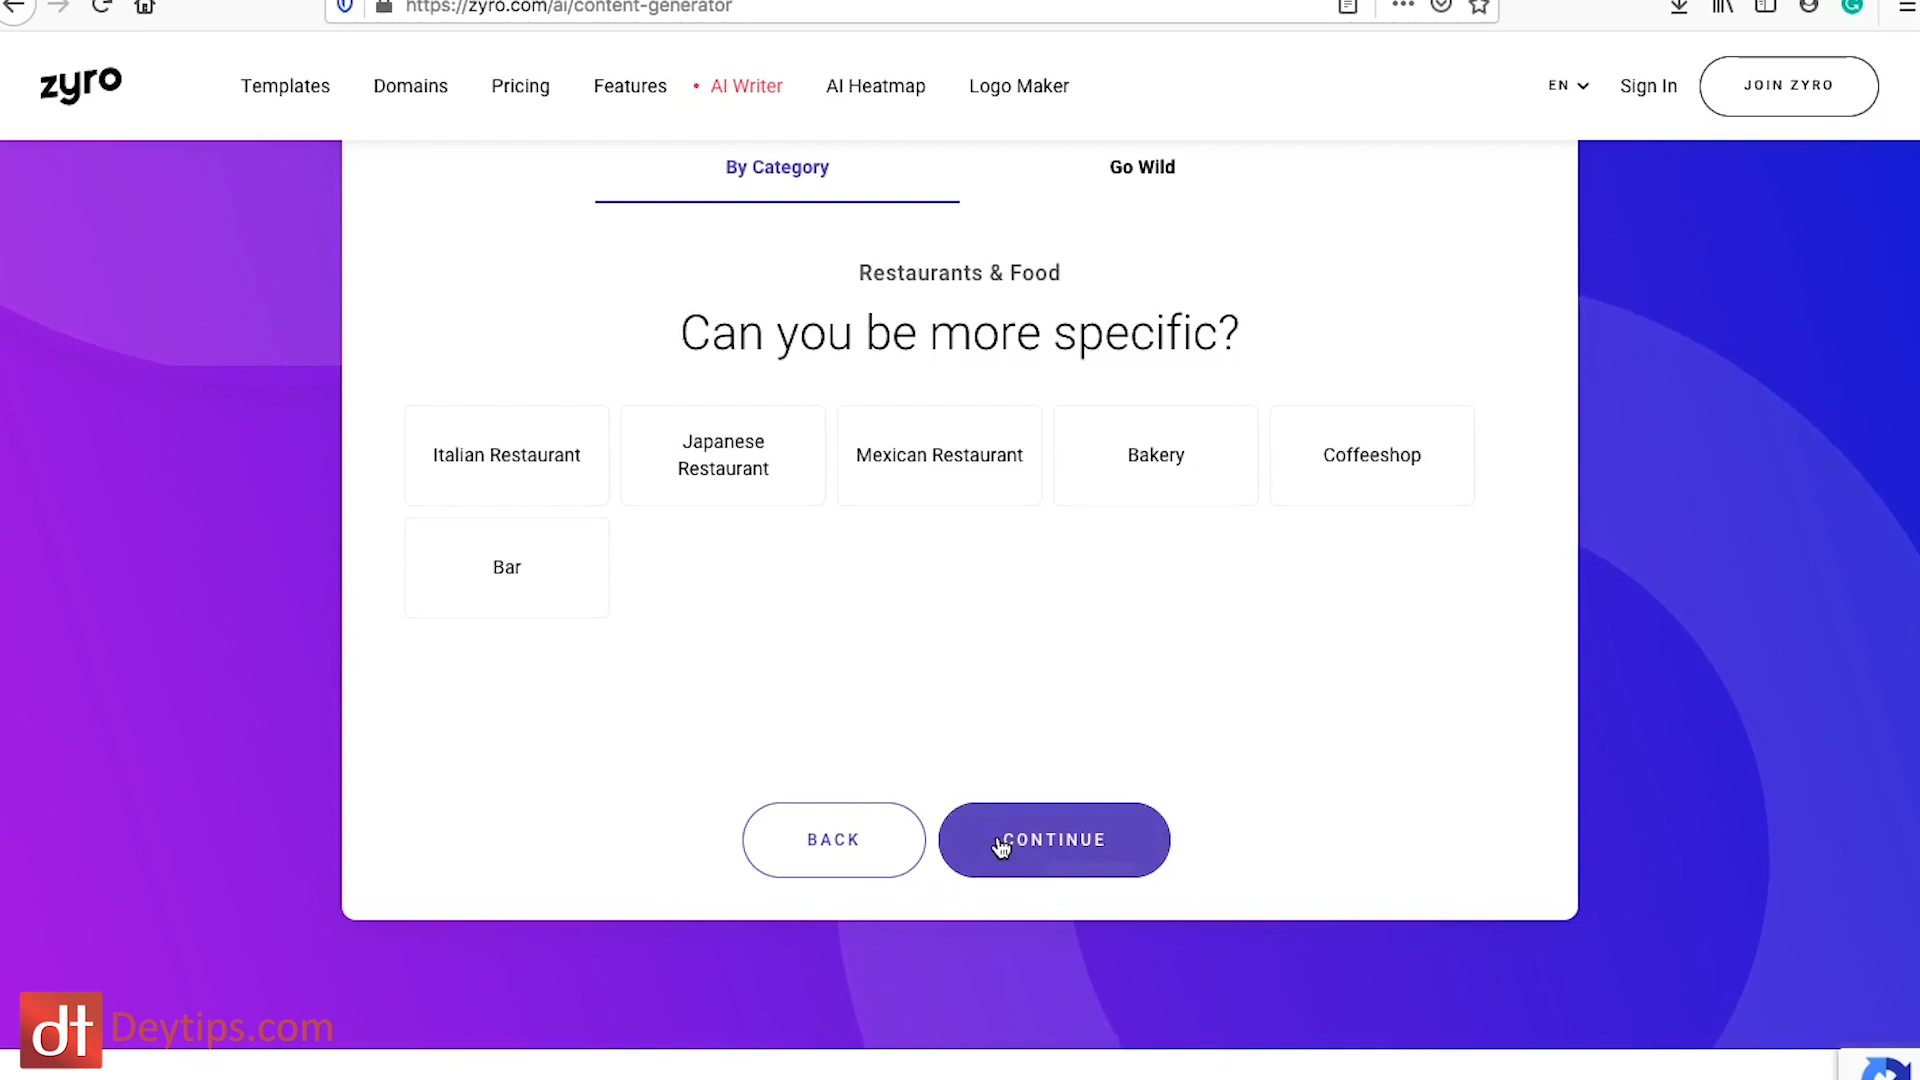 https://zyro.com/ai/content-generator
zyro
Templates
Domains
Pricing
Features
• AI Writer
AI Heatmap
Logo Maker
EN
Sign In
JOIN ZYRO
By Category
Go Wild
Restaurants & Food
Can you be more specific?
Italian Restaurant
Japanese
Restaurant
Mexican Restaurant
Bakery
Coffeeshop
Bar
BACK
CONTINUE
dt
Deytips.com